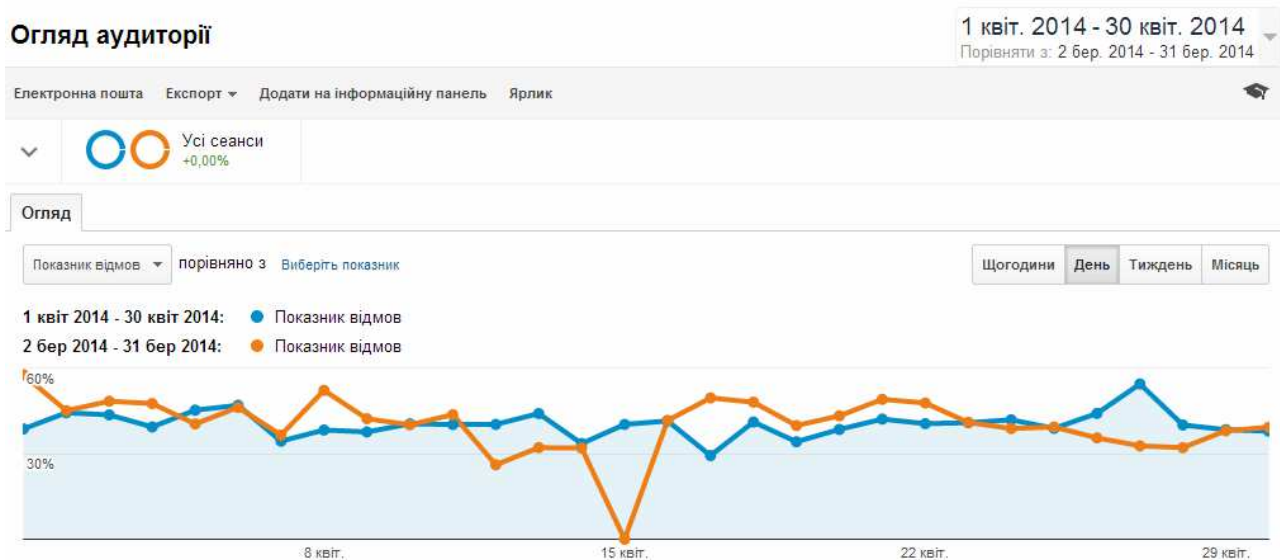 Огляд аудиторії
1 квіт. 2014 - 30 квіт. 2014
Порівняти з: 2 бер. 2014 - 31 бер. 2014
Електронна пошта Експорт Додати на інформаційну панель Ярлик
Усі сеанси
+0,00%
Огляд
Показник відмов порівняно з Виберіть показник Щогодини День Тиждень Місяць
1 квіт 2014 - 30 квіт 2014: Показник відмов
2 бер 2014 - 31 бер 2014: Показник відмов
60%
30%
8 квіт. 15 квіт. 22 квіт. 29 квіт.